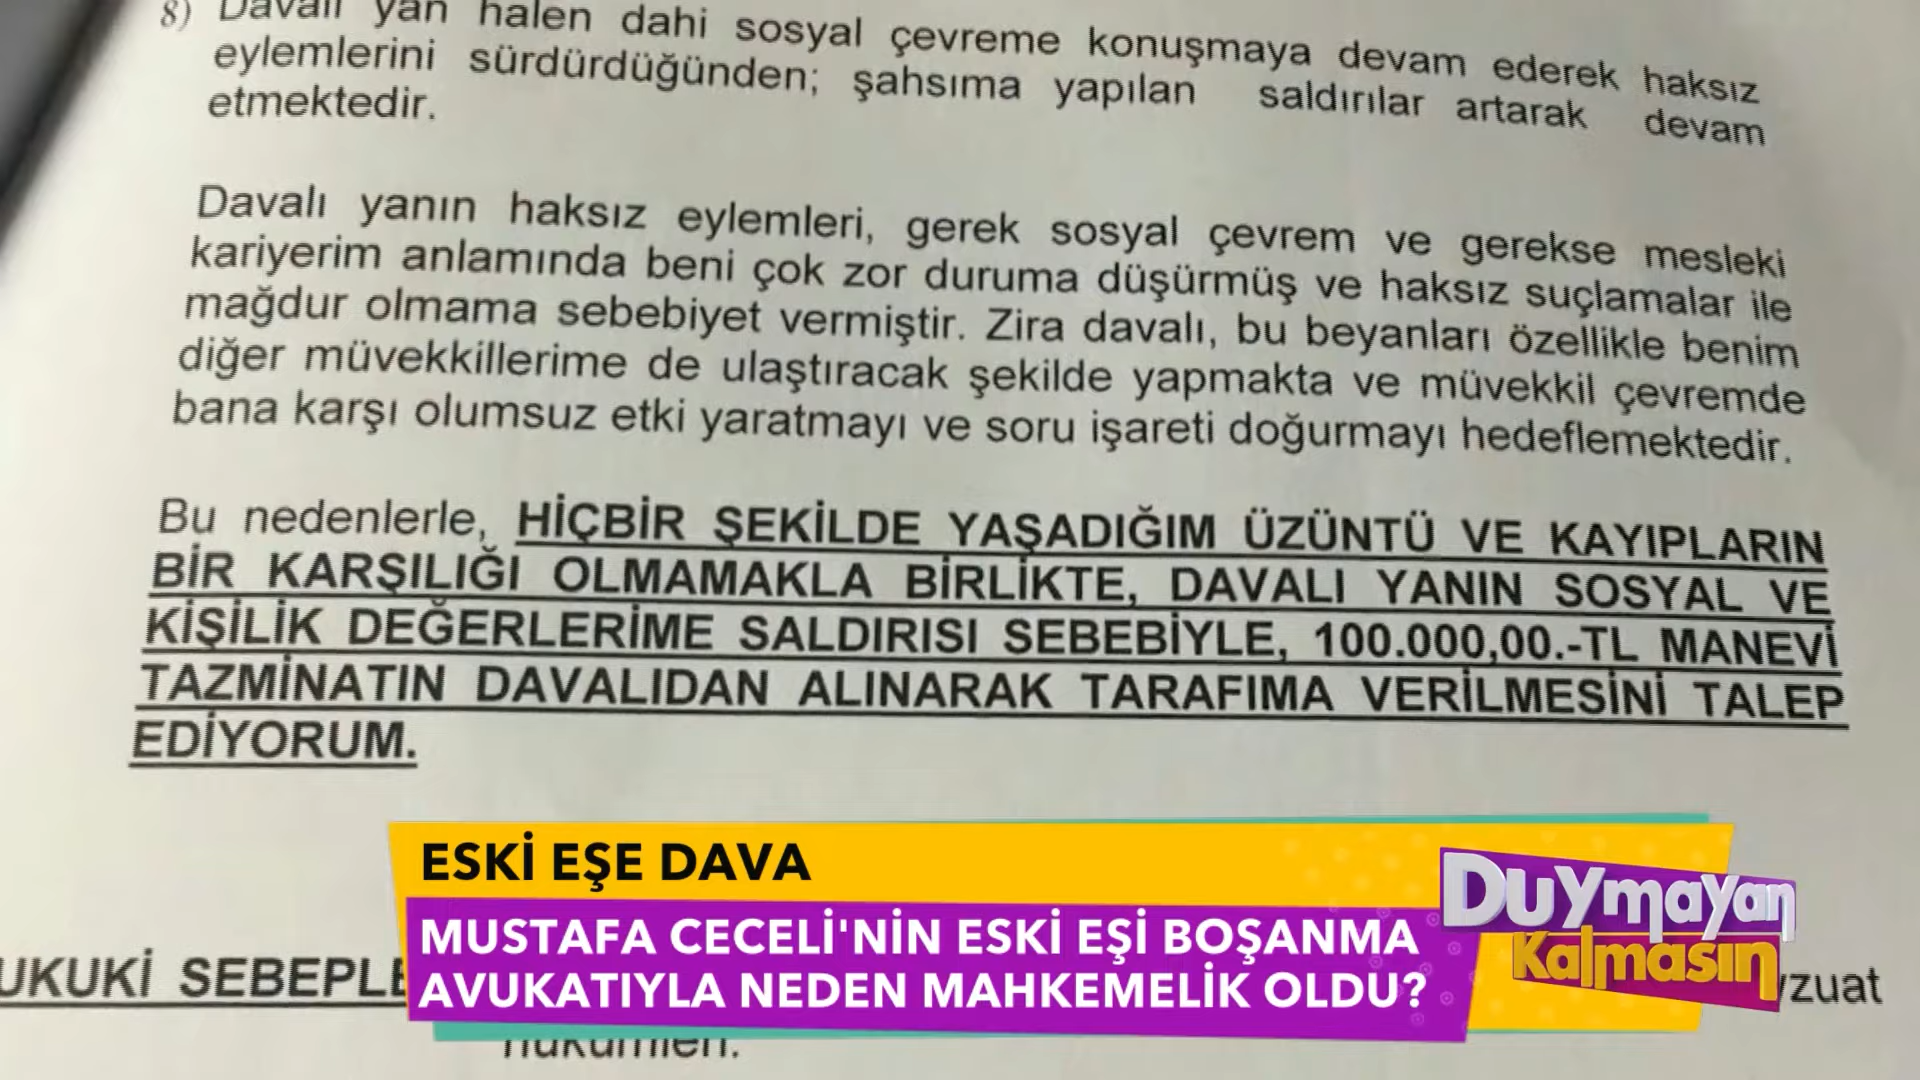 8) Davalı yan halen dahi sosyal çevreme konuşmaya devam ederek haksız
eylemlerini sürdürdüğünden; şahsıma yapılan saldırılar artarak devam
etmektedir.
Davalı yanın haksız eylemleri, gerek sosyal çevrem ve gerekse mesleki
kariyerim anlamında beni çok zor duruma düşürmüş ve haksız suçlamalar ile
mağdur olmama sebebiyet vermiştir. Zira davalı, bu beyanları özellikle benim
diğer müvekkillerime de ulaştıracak şekilde yapmakta ve müvekkil çevremde
bana karşı olumsuz etki yaratmayı ve soru işareti doğurmayı hedeflemektedir.
Bu nedenlerle, HİÇBİR ŞEKİLDE YAŞADIĞIM ÜZÜNTÜ VE KAYIPLARIN
BİR KARŞILIĞI OLMAMAKLA BİRLİKTE, DAVALI YANIN SOSYAL VE
KİŞİLİK DEĞERLERİME SALDIRISI SEBEBİYLE, 100.000,00.-TL MANEVİ
TAZMİNATIN DAVALIDAN ALINARAK TARAFIMA VERİLMESİNİ TALEP
EDİYORUM.
ESKİ EŞE DAVA
MUSTAFA CECELİ'NİN ESKİ EŞİ BOŞANMA
AVUKATIYLA NEDEN MAHKEMELİK OLDU?
Duymayan
Kalmasın
UKUKİ SEBEPLE
vzuat